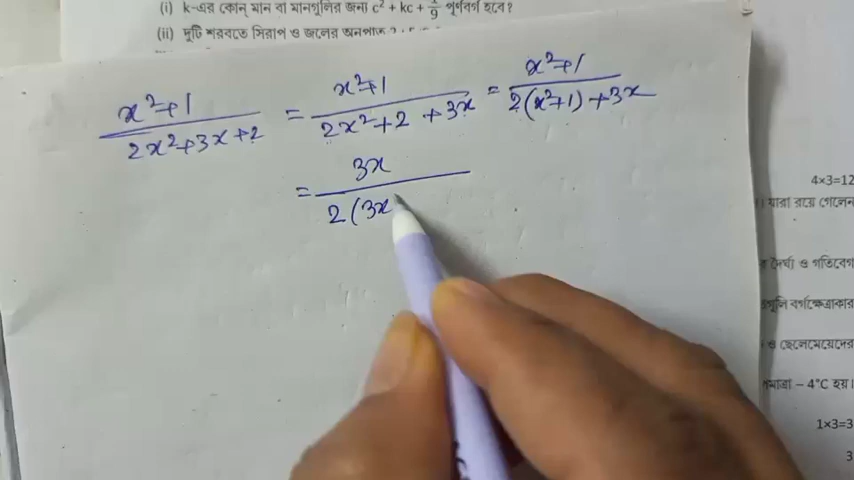 (i) k-এর কোন্ মান বা মানগুলির জন্য c² + kc + 1/9 পূর্ণবর্গ হবে?
(ii) দুটি শরবতে সিরাপ ও জলের অনুপাত
x²+1 / 2x²+3x+2 = x²+1 / 2x²+2+3x = x²+1 / 2(x²+1)+3x
= 3x / 2(3x
4×3=12
যারা রয়ে গেলেন
দৈর্ঘ্য ও গতিবেগ
গুলি বর্গক্ষেত্রাকার
ও ছেলেমেয়েদের
– 4°C হয়।
1×3=3
3